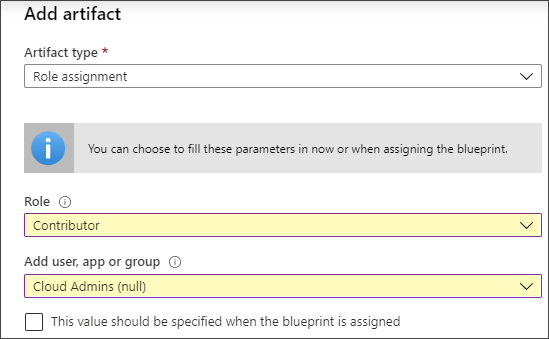 Add artifact
Artifact type *
Role assignment
You can choose to fill these parameters in now or when assigning the blueprint.
Role
Contributor
Add user, app or group
Cloud Admins (null)
This value should be specified when the blueprint is assigned